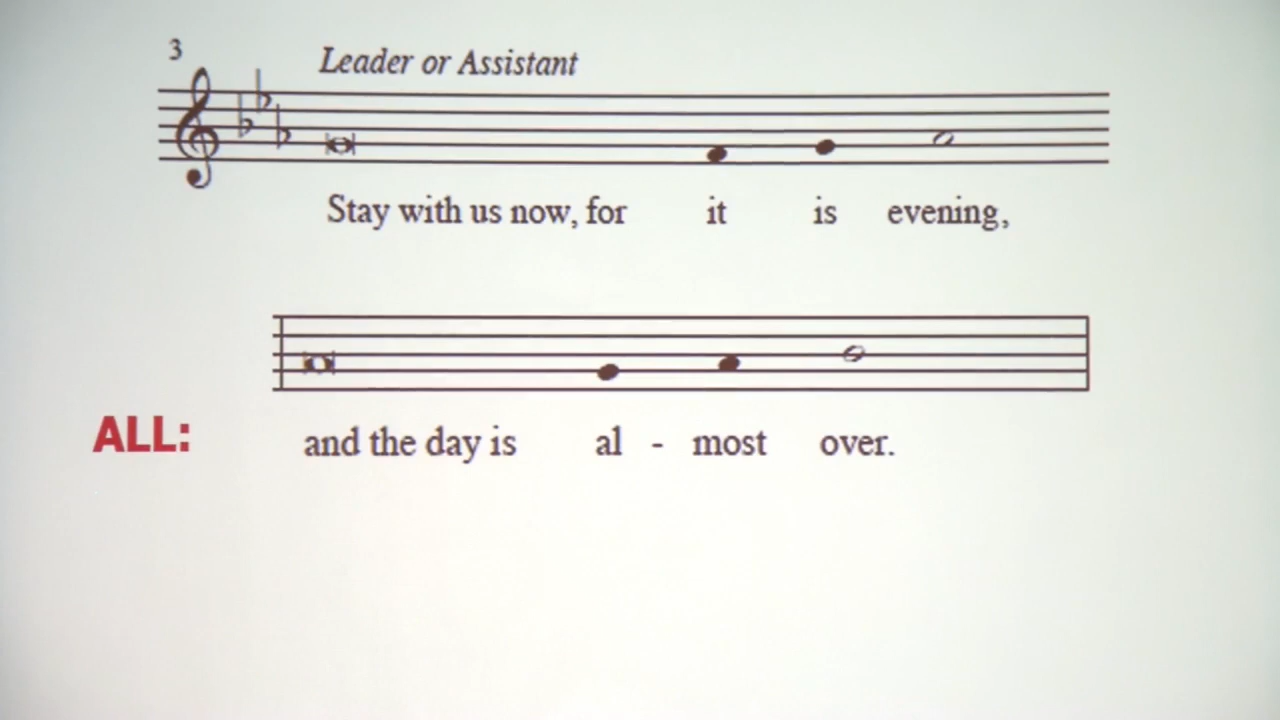 3
Leader or Assistant
Stay with us now, for it is evening,
ALL: and the day is al - most over.